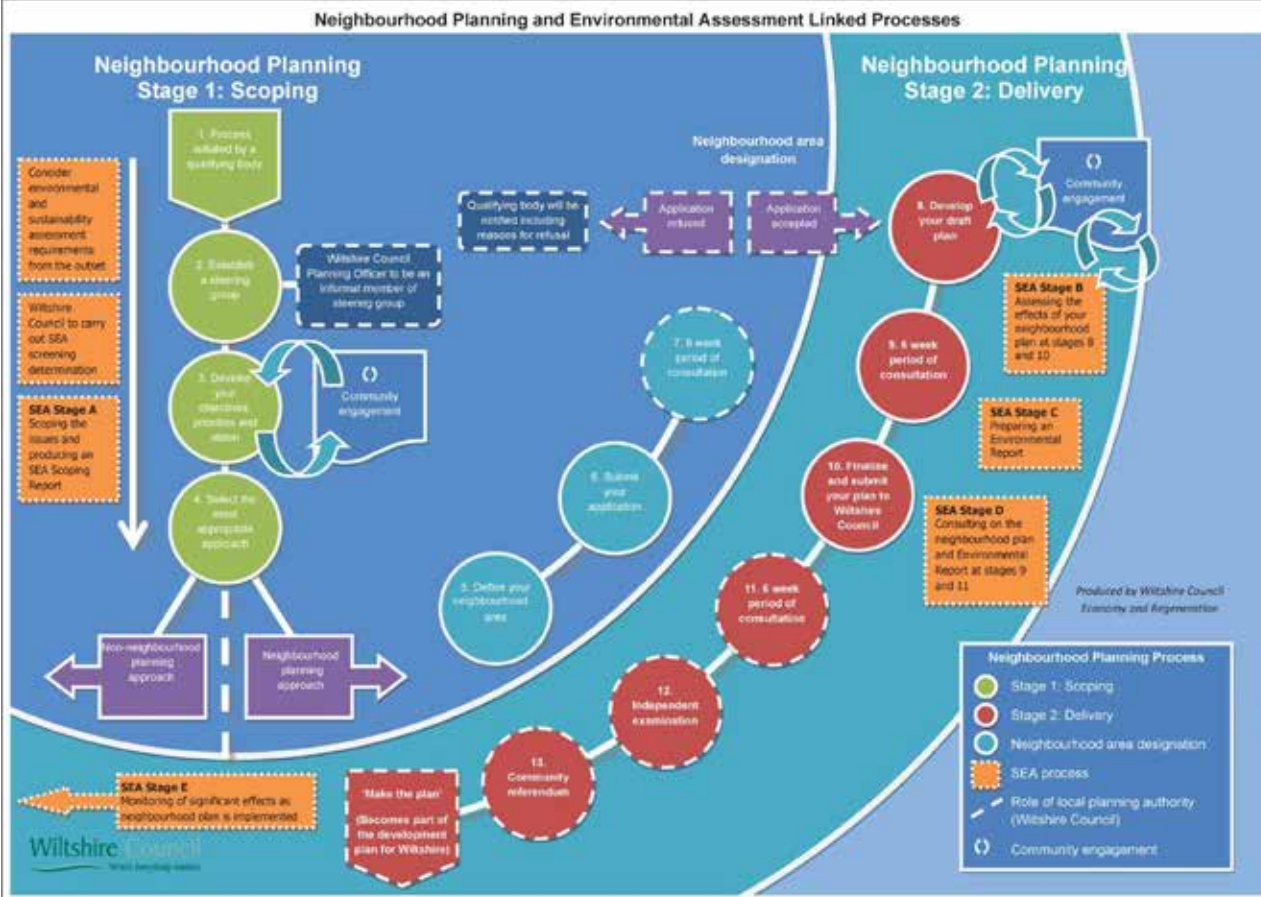 Neighbourhood Planning and Environmental Assessment Linked Processes
Neighbourhood Planning
Stage 1: Scoping
1. Process
initiated by a
qualifying body
Consider
environmental
and
sustainability
assessment
requirements
from the outset
2. Establish
a steering
group
Wiltshire Council
Planning Officer to be an
informal member of
steering group
Wiltshire
Council to carry
out SEA
screening
determination
3. Develop
your
objectives,
priorities and
vision
Community
engagement
SEA Stage A
Scoping the
issues and
producing an
SEA Scoping
Report
4. Select the
most
appropriate
approach
Non-neighbourhood
planning
approach
Neighbourhood
planning
approach
5. Define your
neighbourhood
area
6. Submit
your
application
7. 6 week
period of
consultation
Neighbourhood area
designation
Qualifying body will be
notified including
reasons for refusal
Application
refused
Application
accepted
Neighbourhood Planning
Stage 2: Delivery
8. Develop
your draft
plan
Community
engagement
SEA Stage B
Assessing the
effects of your
neighbourhood
plan at stages 8
and 10
9. 6 week
period of
consultation
SEA Stage C
Preparing an
Environmental
Report
10. Finalise
and submit
your plan to
Wiltshire
Council
SEA Stage D
Consulting on the
neighbourhood plan
and Environmental
Report at stages 9
and 11
11. 6 week
period of
consultation
12.
Independent
examination
13.
Community
referendum
'Make the plan'
(Becomes part of
the development
plan for Wiltshire)
SEA Stage E
Monitoring of significant effects as
neighbourhood plan is implemented
Wiltshire Council
Where everybody matters
Produced by Wiltshire Council
Economy and Regeneration
Neighbourhood Planning Process
Stage 1: Scoping
Stage 2: Delivery
Neighbourhood area designation
SEA process
Role of local planning authority
(Wiltshire Council)
Community engagement